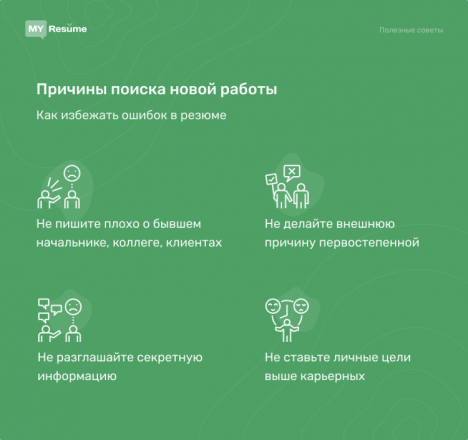 MY Resume
Полезные советы
Причины поиска новой работы
Как избежать ошибок в резюме
Не пишите плохо о бывшем
начальнике, коллеге, клиентах
Не делайте внешнюю
причину первостепенной
Не разглашайте секретную
информацию
Не ставьте личные цели
выше карьерных